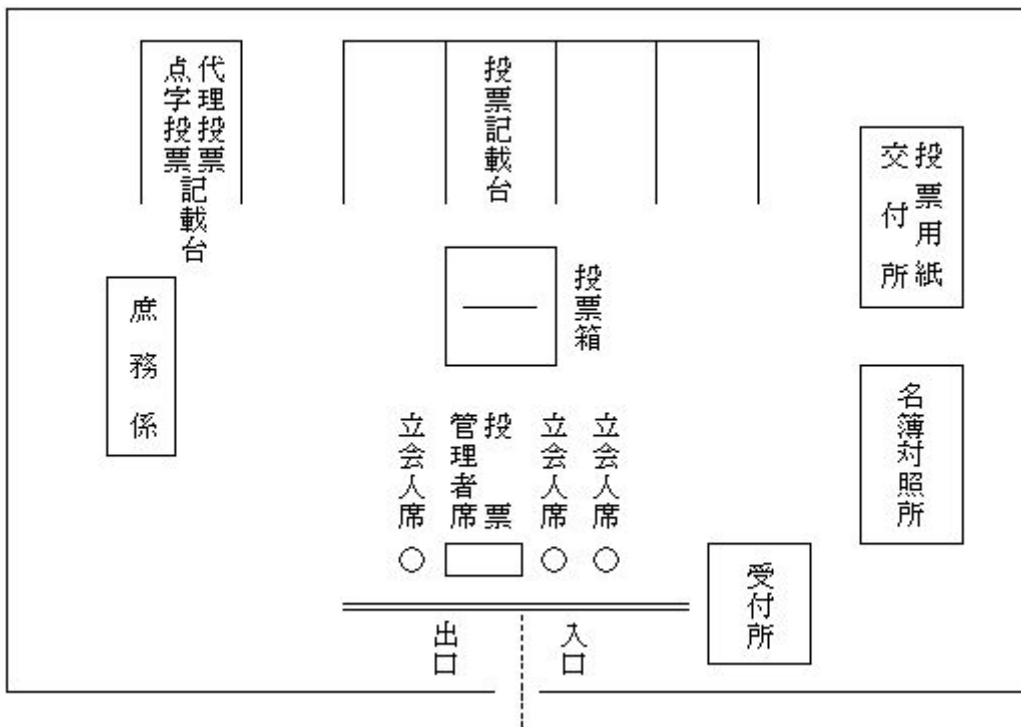 代理投票
点字投票
記載台
投票記載台
投票用紙
交付所
投票箱
庶務係
名簿対照所
立会人席
投票
管理者席
立会人席
立会人席
受付所
出口
入口